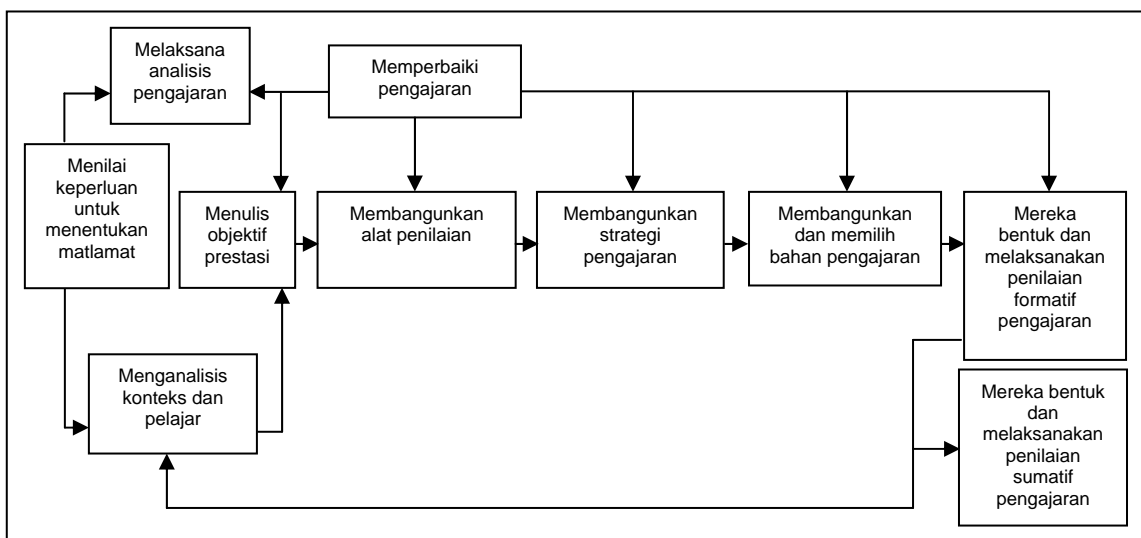 Melaksana
analisis
pengajaran
Memperbaiki
pengajaran
Menilai
keperluan
untuk
menentukan
matlamat
Menulis
objektif
prestasi
Membangunkan
alat penilaian
Membangunkan
strategi
pengajaran
Membangunkan
dan memilih
bahan pengajaran
Mereka
bentuk dan
melaksanakan
penilaian
formatif
pengajaran
Menganalisis
konteks dan
pelajar
Mereka bentuk
dan
melaksanakan
penilaian
sumatif
pengajaran